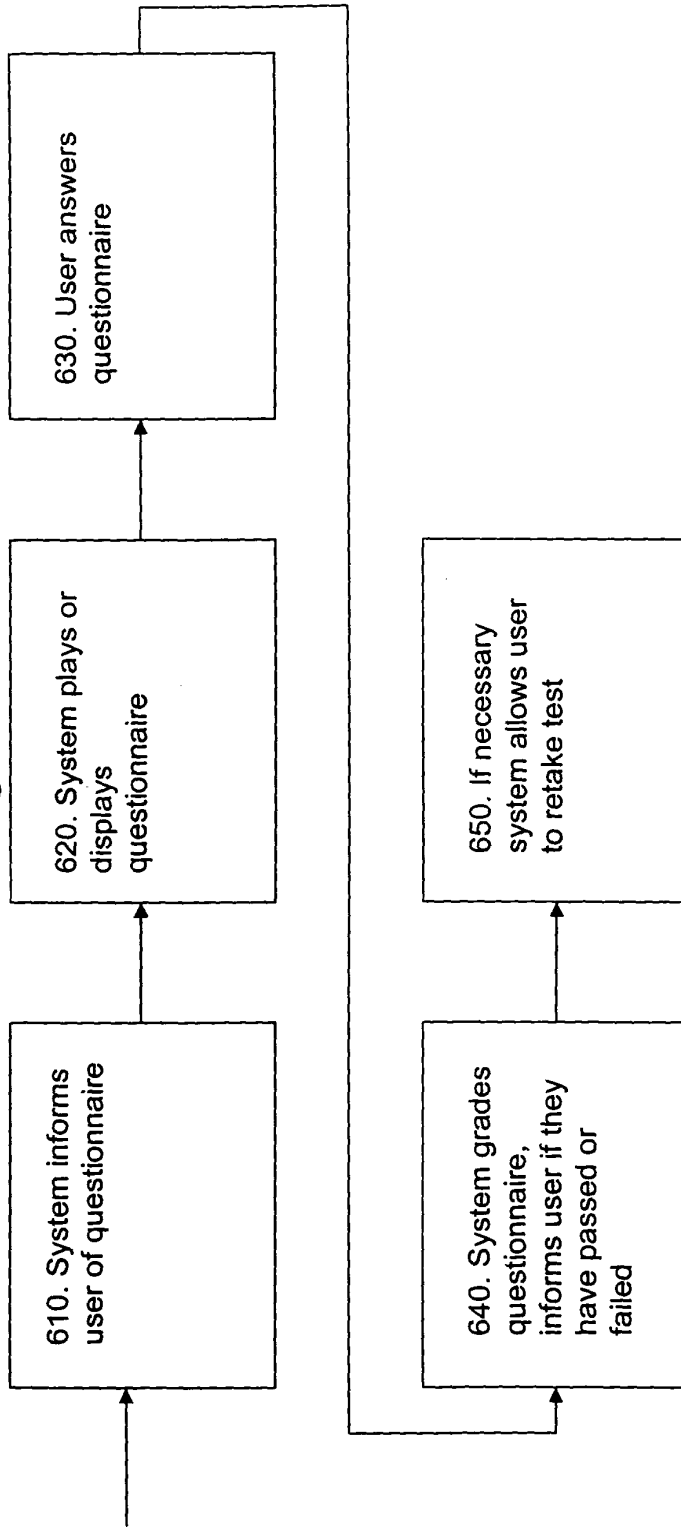 610. System informs
user of questionnaire
620. System plays or
displays
questionnaire
630. User answers
questionnaire
640. System grades
questionnaire,
informs user if they
have passed or
failed
650. If necessary
system allows user
to retake test